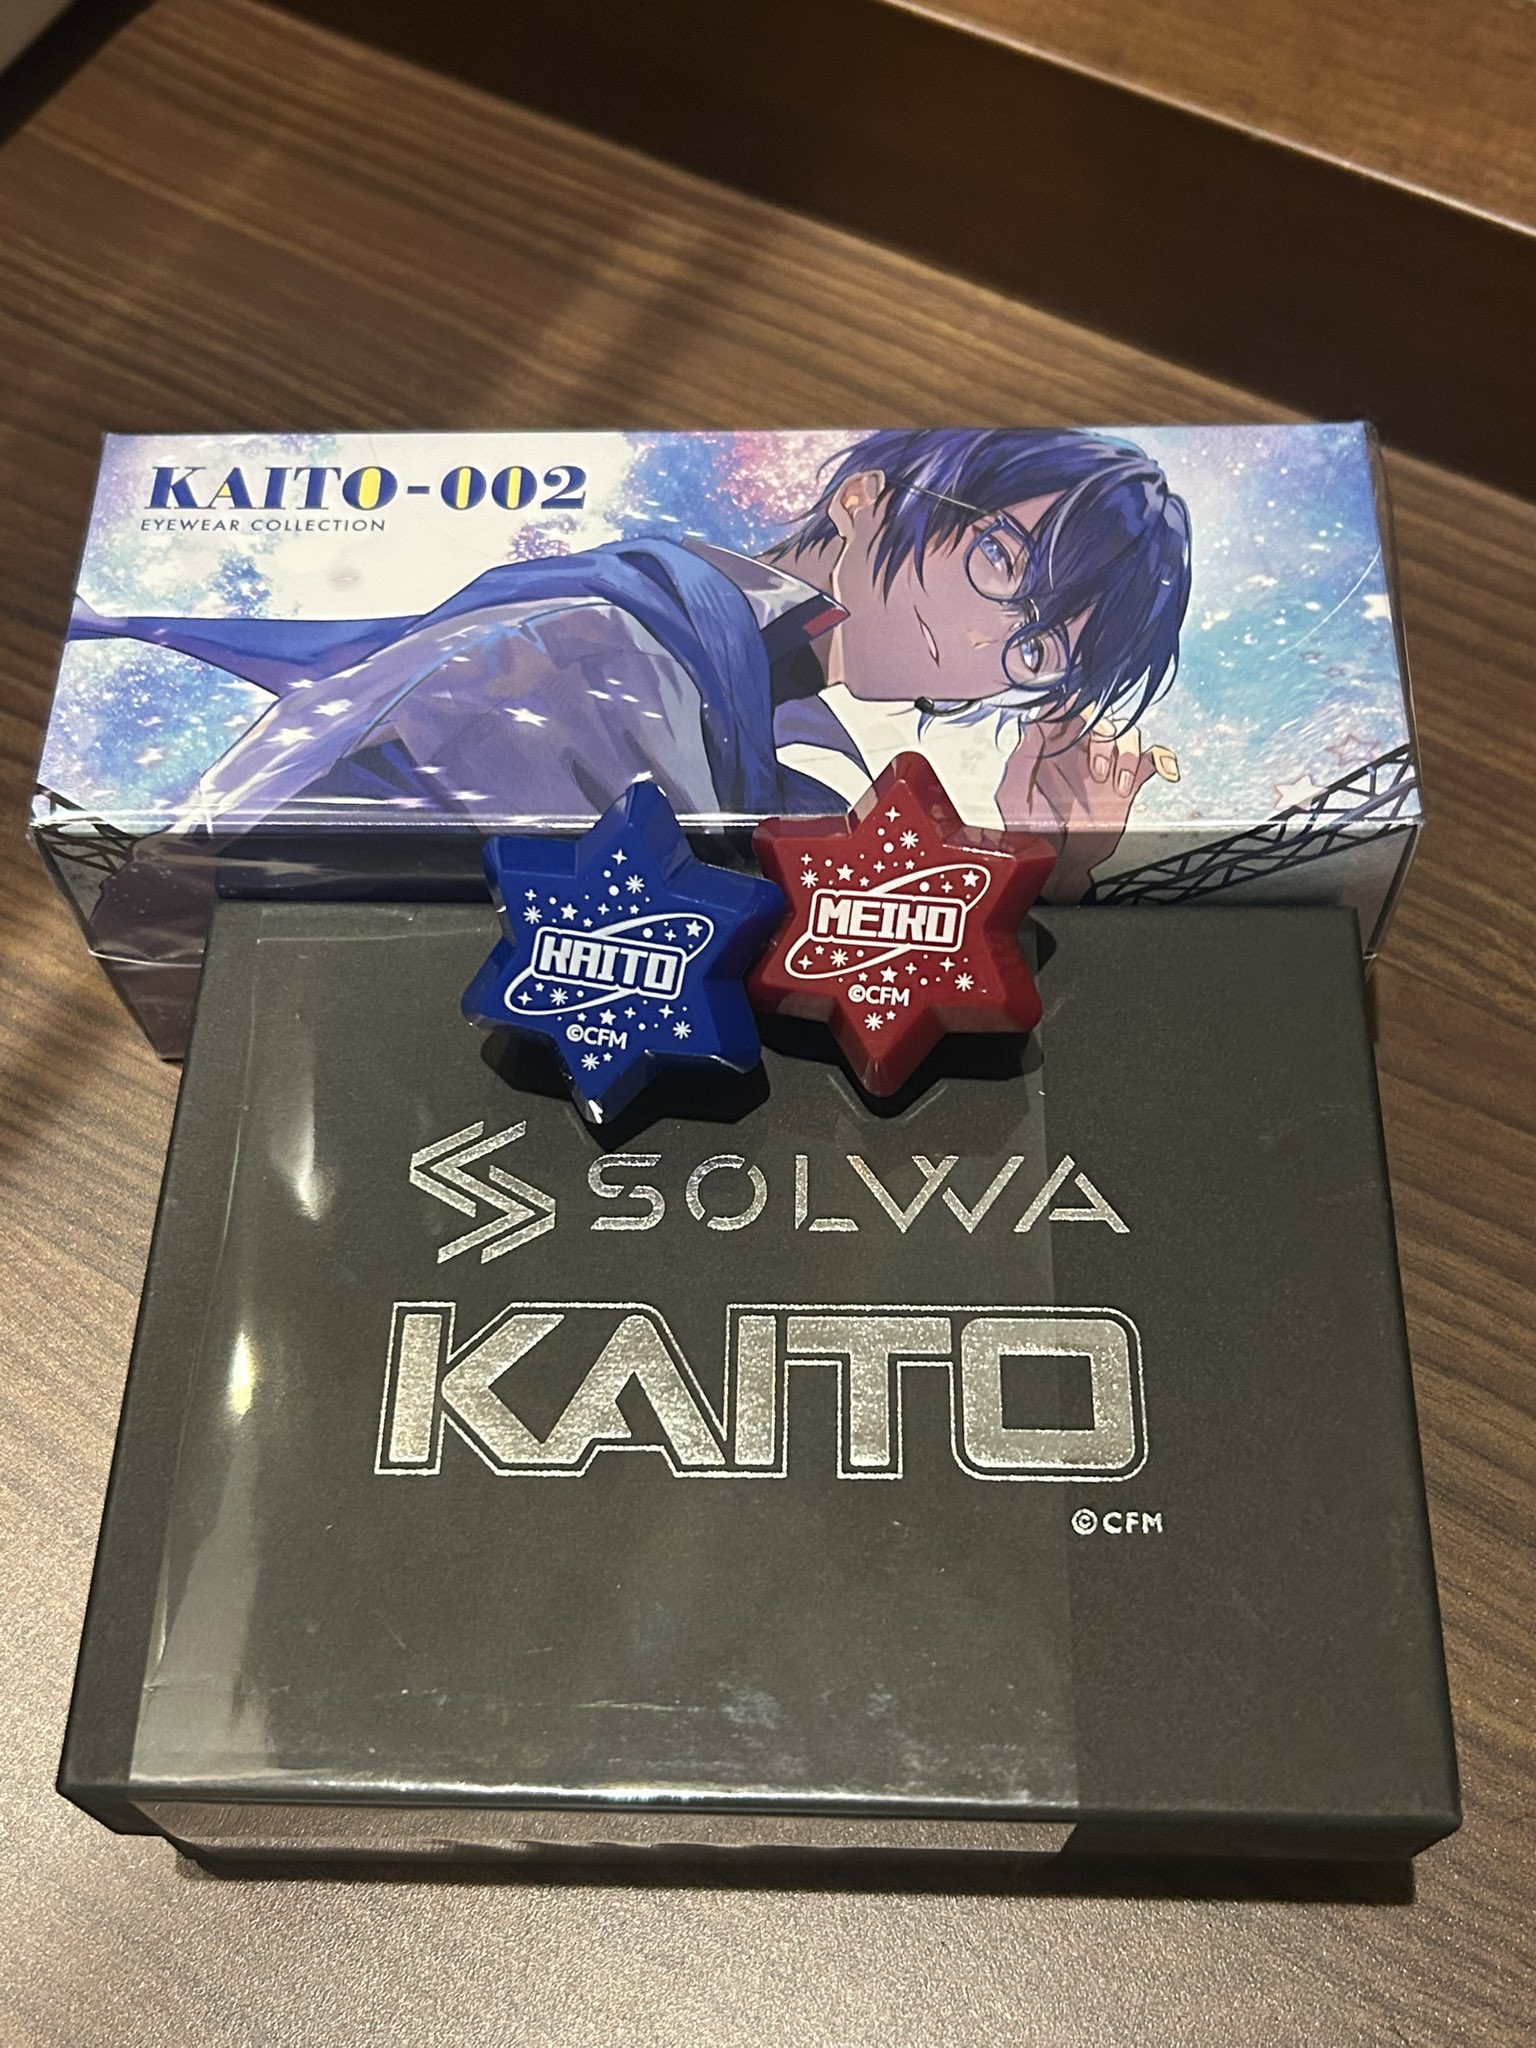 KAITO-002
EYEWEAR COLLECTION
KAITO
©CFM
MEIKO
©CFM
SOLWA
KAITO
©CFM